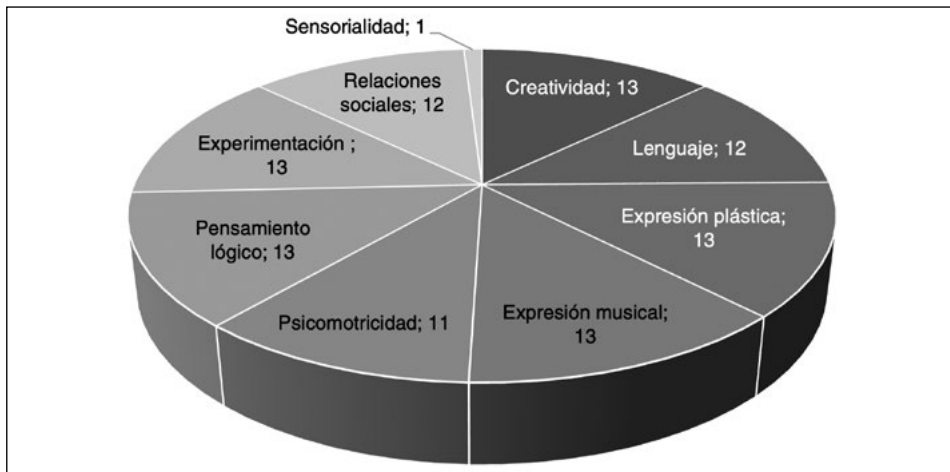 Sensorialidad; 1
Creatividad; 13
Lenguaje; 12
Expresión plástica;
13
Expresión musical;
13
Psicomotricidad; 11
Pensamiento
lógico; 13
Experimentación ;
13
Relaciones
sociales; 12